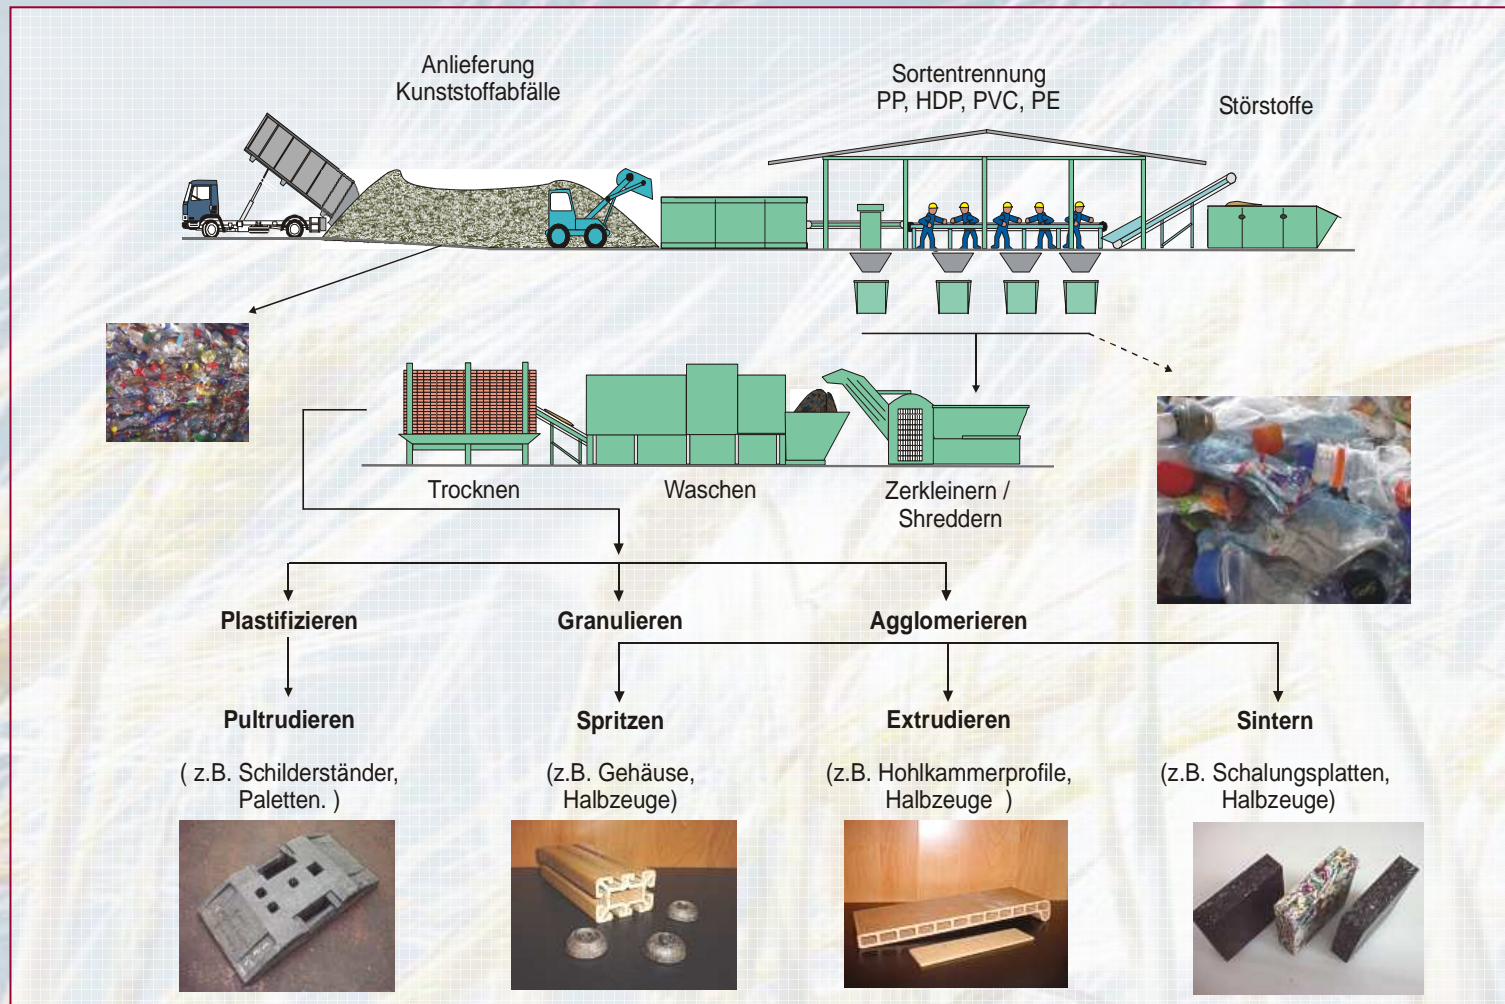 Anlieferung
Kunststoffabfälle
Sortentrennung
PP, HDP, PVC, PE
Störstoffe
Trocknen
Waschen
Zerkleinern /
Shreddern
Plastifizieren
Granulieren
Agglomerieren
Pultrudieren
Spritzen
Extrudieren
Sintern
( z.B. Schilderständer,
Paletten. )
(z.B. Gehäuse,
Halbzeuge)
(z.B. Hohlkammerprofile,
Halbzeuge )
(z.B. Schalungsplatten,
Halbzeuge)